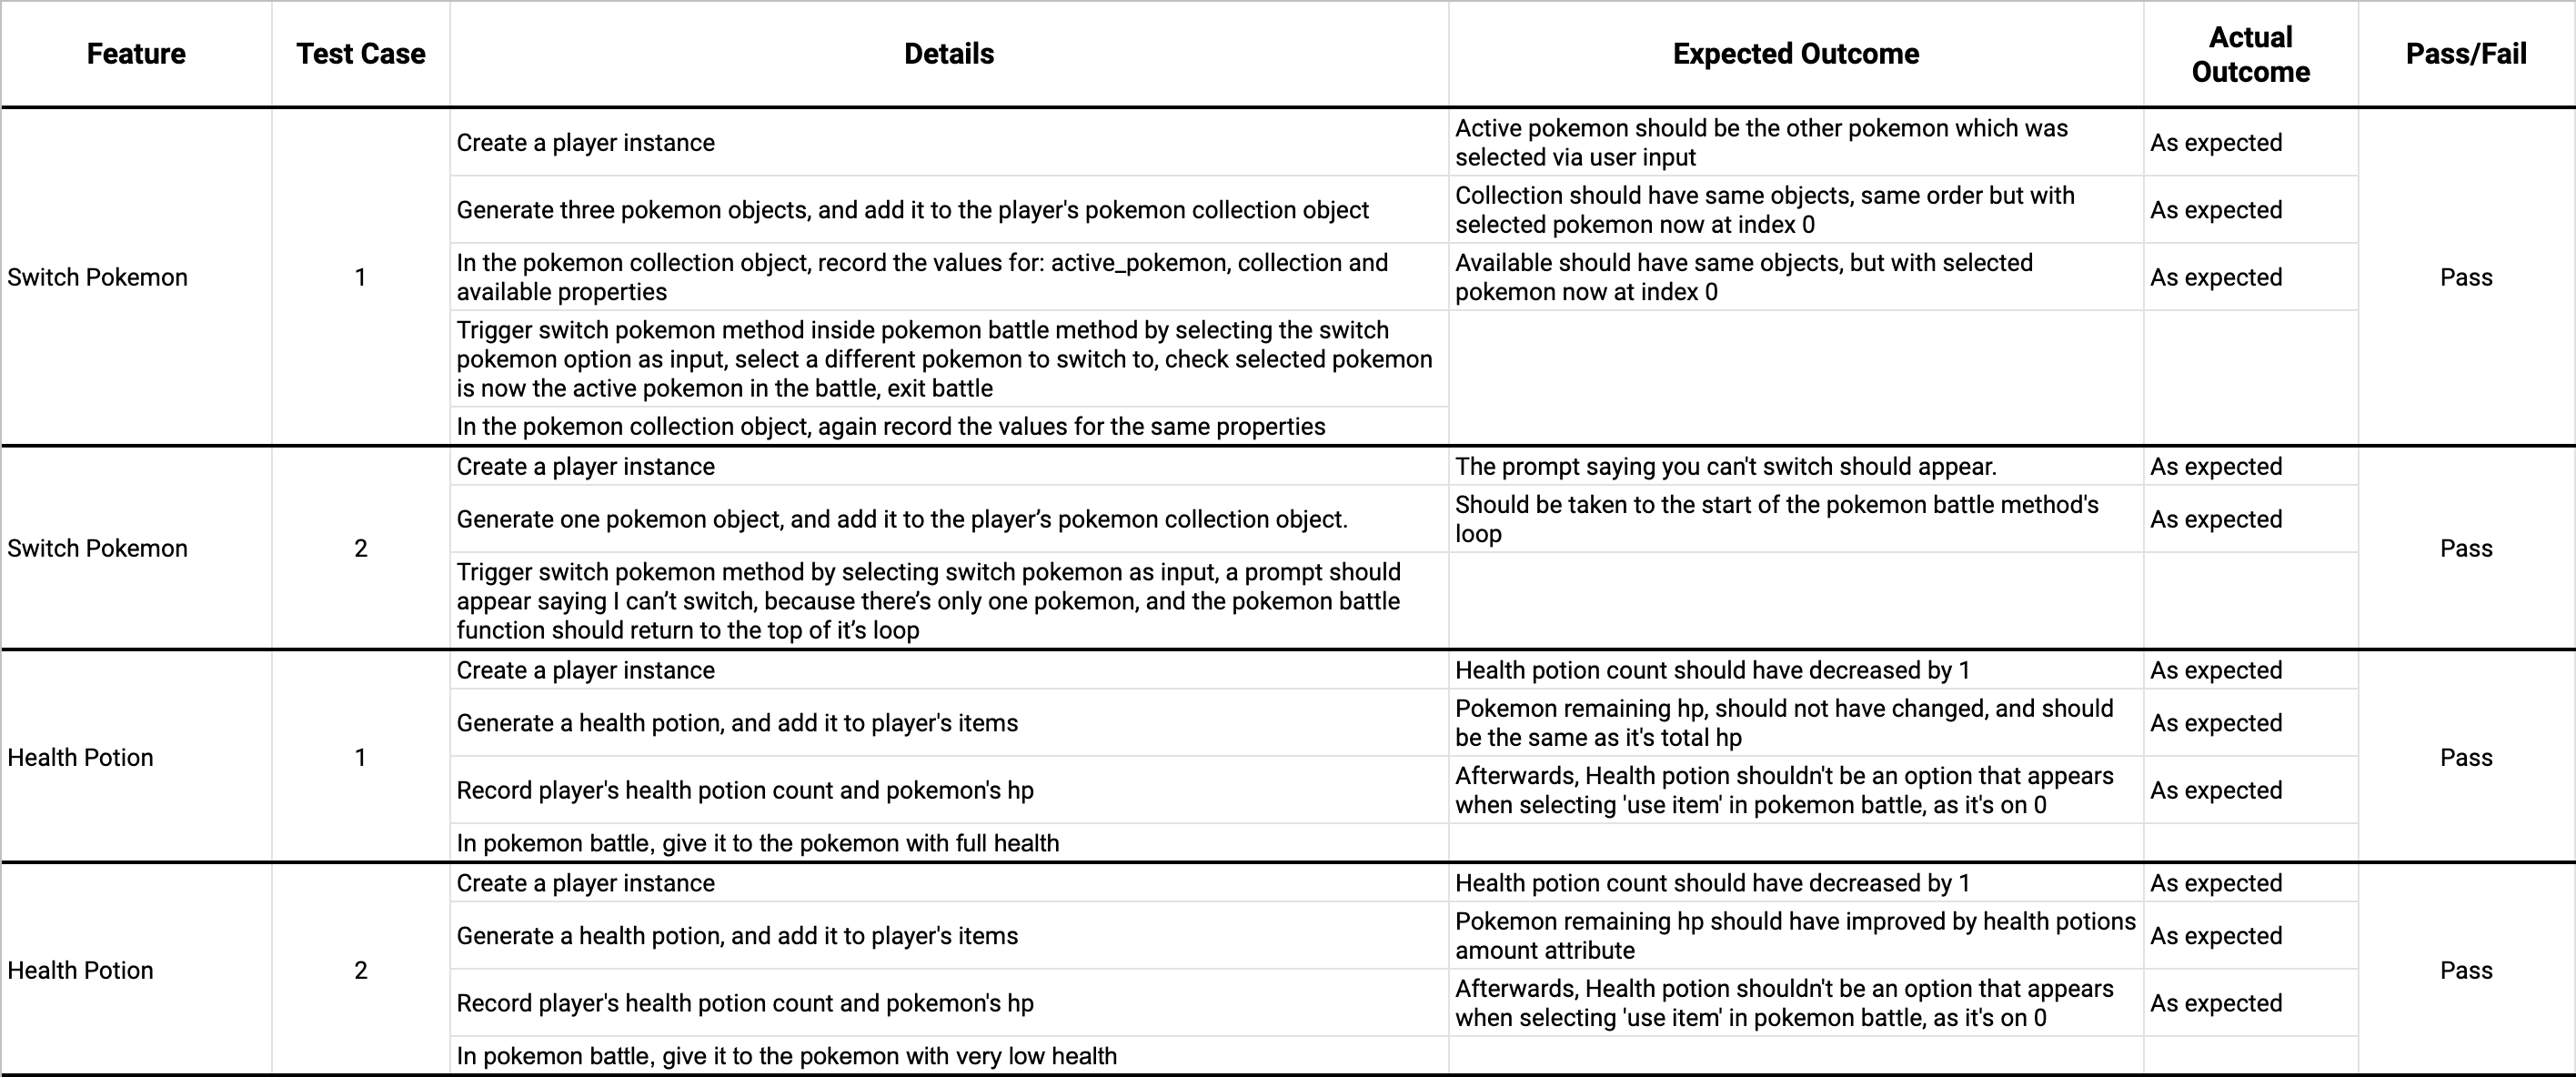 Feature
Test Case
Details
Expected Outcome
Actual
Outcome
Pass/Fail
Switch Pokemon
1
Create a player instance
Active pokemon should be the other pokemon which was
selected via user input
As expected
Pass
Generate three pokemon objects, and add it to the player's pokemon collection object
Collection should have same objects, same order but with
selected pokemon now at index 0
As expected
In the pokemon collection object, record the values for: active_pokemon, collection and
available properties
Available should have same objects, but with selected
pokemon now at index 0
As expected
Trigger switch pokemon method inside pokemon battle method by selecting the switch
pokemon option as input, select a different pokemon to switch to, check selected pokemon
is now the active pokemon in the battle, exit battle
In the pokemon collection object, again record the values for the same properties
Switch Pokemon
2
Create a player instance
The prompt saying you can't switch should appear.
As expected
Pass
Generate one pokemon object, and add it to the player’s pokemon collection object.
Should be taken to the start of the pokemon battle method's
loop
As expected
Trigger switch pokemon method by selecting switch pokemon as input, a prompt should
appear saying I can’t switch, because there’s only one pokemon, and the pokemon battle
function should return to the top of it’s loop
Health Potion
1
Create a player instance
Health potion count should have decreased by 1
As expected
Pass
Generate a health potion, and add it to player's items
Pokemon remaining hp, should not have changed, and should
be the same as it's total hp
As expected
Record player's health potion count and pokemon's hp
Afterwards, Health potion shouldn't be an option that appears
when selecting 'use item' in pokemon battle, as it's on 0
As expected
In pokemon battle, give it to the pokemon with full health
Health Potion
2
Create a player instance
Health potion count should have decreased by 1
As expected
Pass
Generate a health potion, and add it to player's items
Pokemon remaining hp should have improved by health potions
amount attribute
As expected
Record player's health potion count and pokemon's hp
Afterwards, Health potion shouldn't be an option that appears
when selecting 'use item' in pokemon battle, as it's on 0
As expected
In pokemon battle, give it to the pokemon with very low health